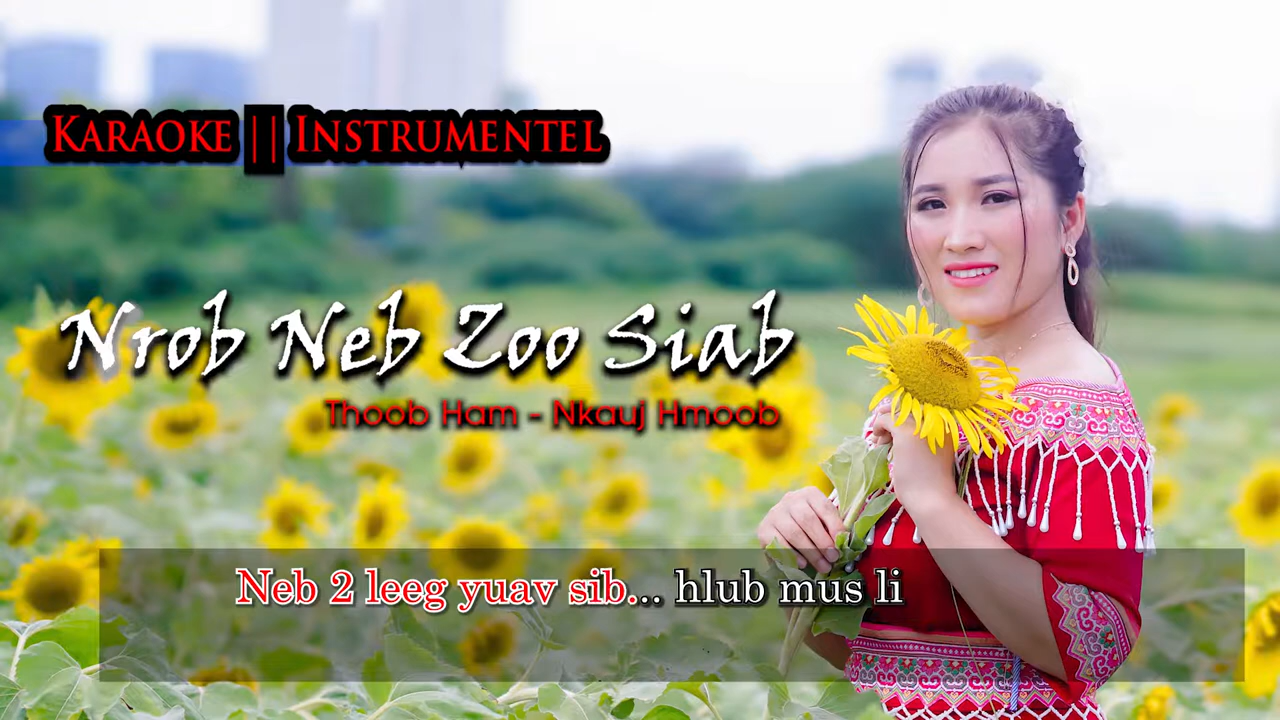 Karaoke || Instrumentel
Nrob Neb Zoo Siab
Thoob Ham - Nkauj Hmoob
Neb 2 leeg yuav sib... hlub mus li